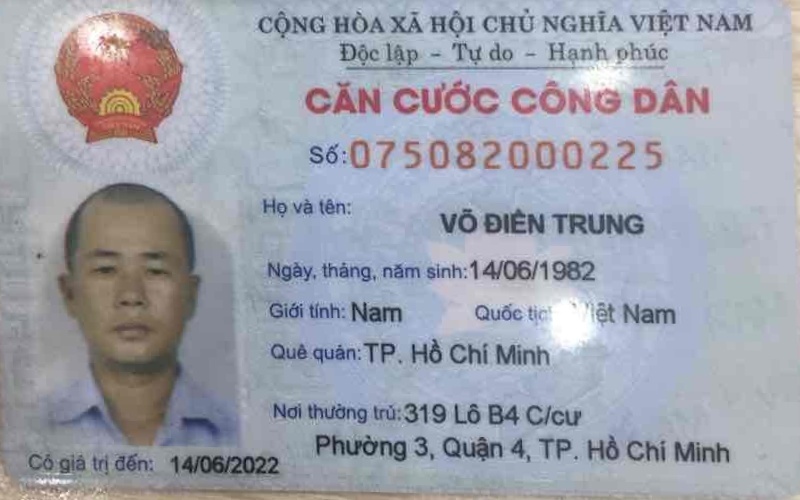 CỘNG HÒA XÃ HỘI CHỦ NGHĨA VIỆT NAM
Độc lập - Tự do - Hạnh phúc
CĂN CƯỚC CÔNG DÂN
Số: 075082000225
Họ và tên:
VÕ ĐIỀN TRUNG
Ngày, tháng, năm sinh: 14/06/1982
Giới tính: Nam Quốc Nam
Quê quán: TP. Hồ Chí Minh
Nơi thường trú: 319 Lô B4 C/cư
Phường 3, Quận 4, TP. Hồ Chí Minh
Có giá trị đến: 14/06/2022